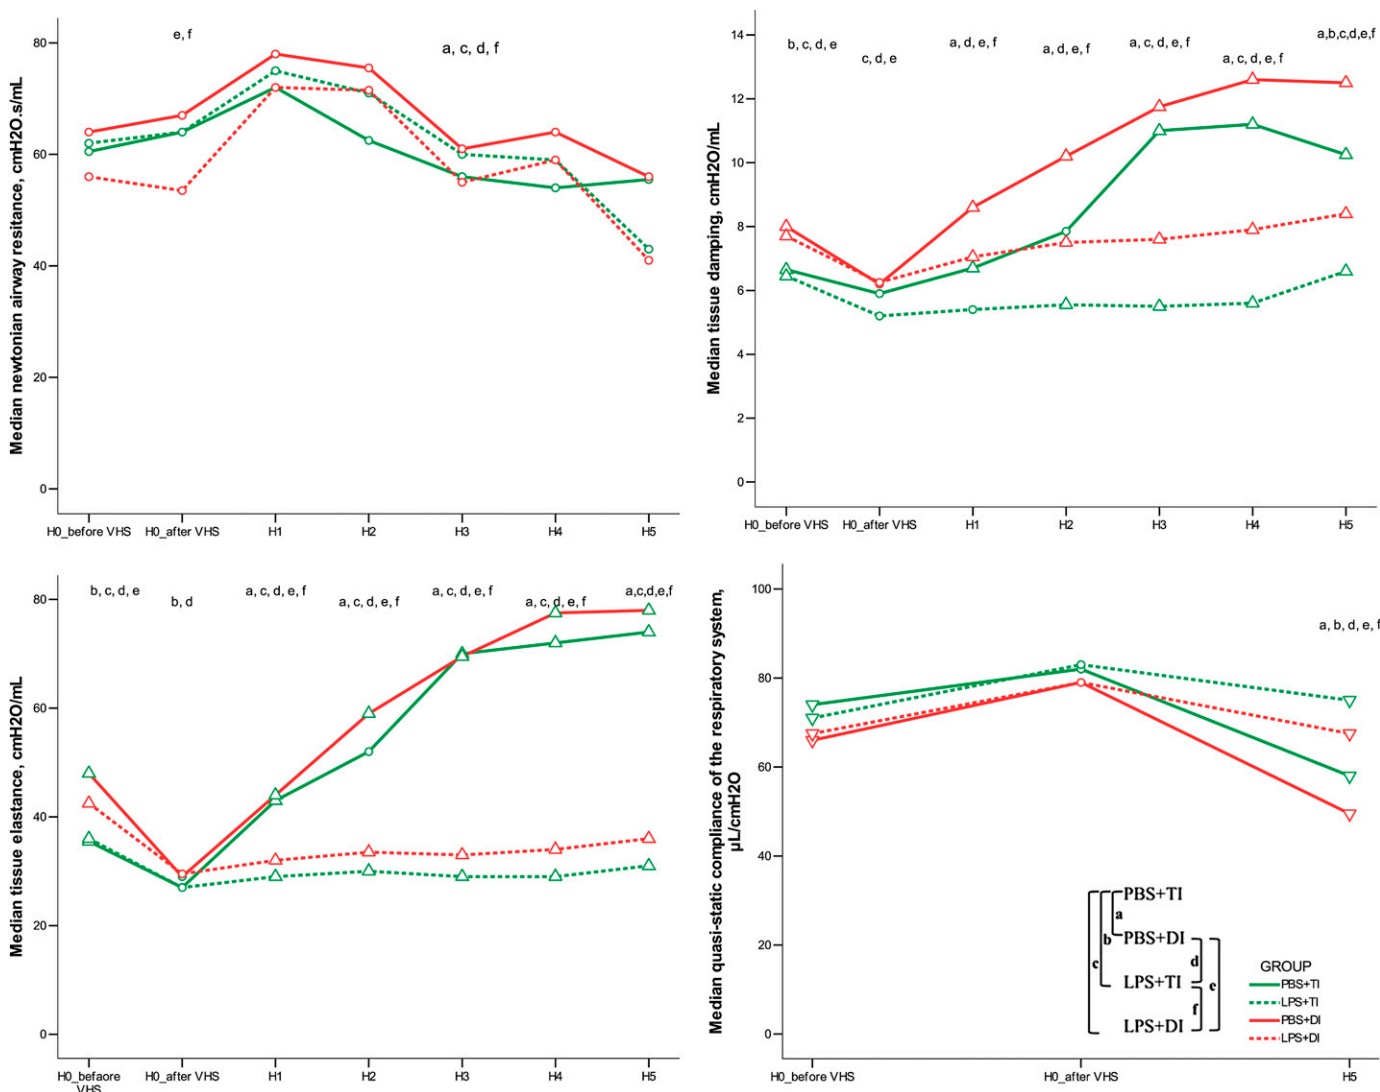 Median newtonian airway resitance, cmH2O.s/mL
80
60
40
20
0
e, f
a, c, d, f
H0_before VHS H0_after VHS H1 H2 H3 H4 H5
Median tissue damping, cmH2O/mL
14
12
10
8
6
4
2
0
b, c, d, e
c, d, e
a, d, e, f
a, d, e, f
a, c, d, e, f
a, c, d, e, f
a,b,c,d,e,f
H0_before VHS H0_after VHS H1 H2 H3 H4 H5
Median tissue elastance, cmH2O/mL
80
60
40
20
0
b, c, d, e
b, d
a, c, d, e, f
a, c, d, e, f
a, c, d, e, f
a, c, d, e, f
a,c,d,e,f
H0_befaore
VHS
H0_after VHS H1 H2 H3 H4 H5
Median quasi-static compliance of the respiratory system,
µL/cmH2O
100
80
60
40
20
0
a, b, d, e, f
PBS+TI
a
b PBS+DI
c d e
LPS+TI
f
LPS+DI
GROUP
PBS+TI
LPS+TI
PBS+DI
LPS+DI
H0_before VHS H0_after VHS H5